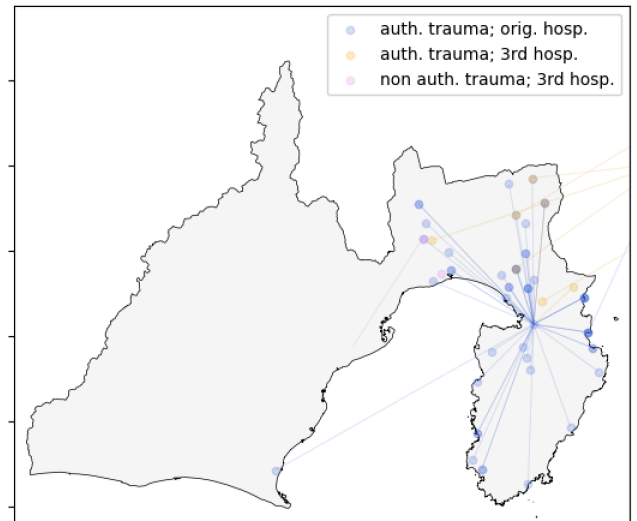 auth. trauma; orig. hosp.
auth. trauma; 3rd hosp.
non auth. trauma; 3rd hosp.